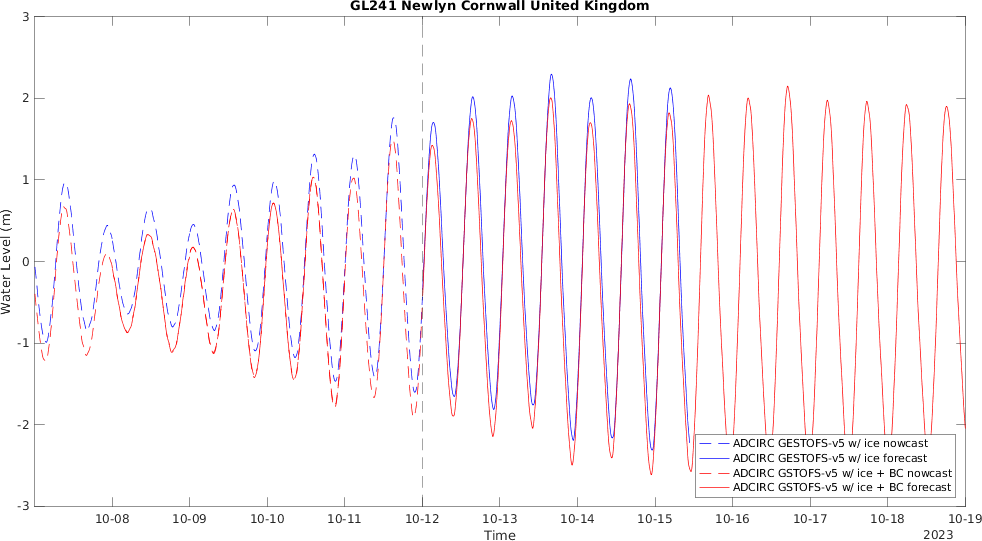 GL241 Newlyn Cornwall United Kingdom
3
2
1
0
-1
-2
-3
Water Level (m)
ADCIRC GESTOFS-v5 w/ ice nowcast
ADCIRC GESTOFS-v5 w/ ice forecast
ADCIRC GSTOFS-v5 w/ ice + BC nowcast
ADCIRC GSTOFS-v5 w/ ice + BC forecast
10-08 10-09 10-10 10-11 10-12 10-13 10-14 10-15 10-16 10-17 10-18 10-19
Time
2023